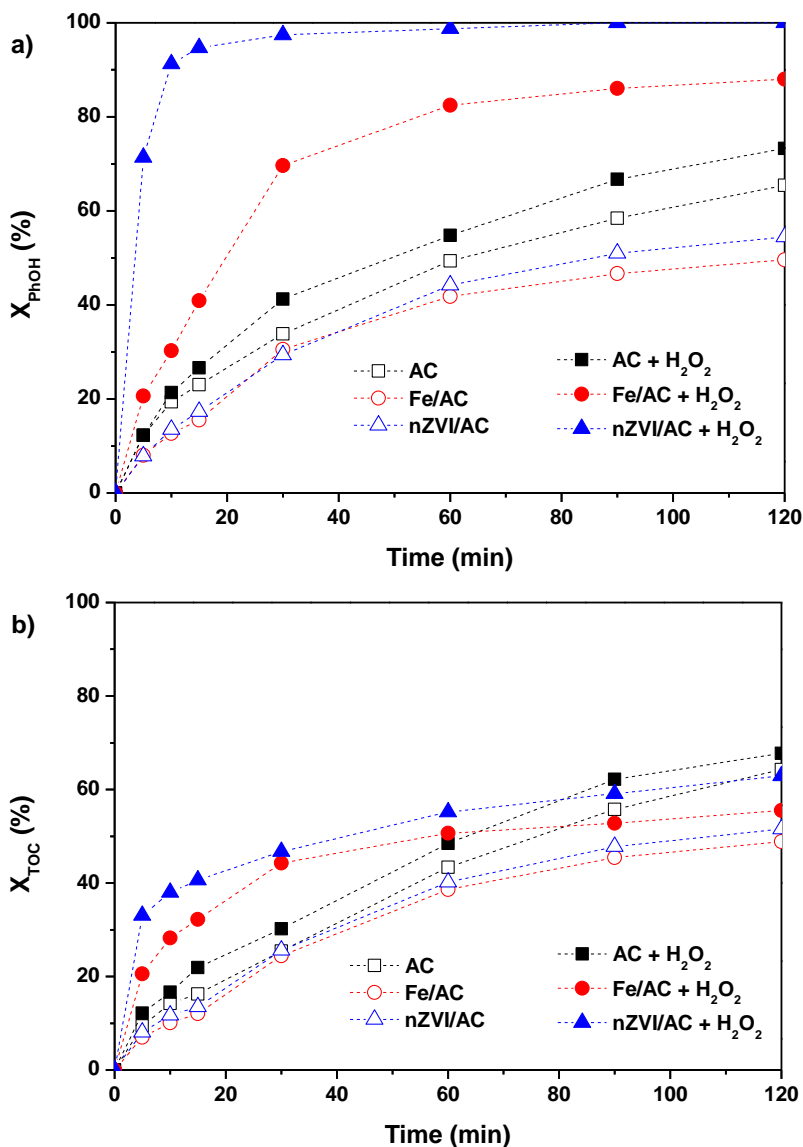 a)
X_PhOH (%)
100
80
60
40
20
0
AC
Fe/AC
nZVI/AC
AC + H₂O₂
Fe/AC + H₂O₂
nZVI/AC + H₂O₂
0 20 40 60 80 100 120
Time (min)
b)
X_TOC (%)
100
80
60
40
20
0
AC
Fe/AC
nZVI/AC
AC + H₂O₂
Fe/AC + H₂O₂
nZVI/AC + H₂O₂
0 20 40 60 80 100 120
Time (min)